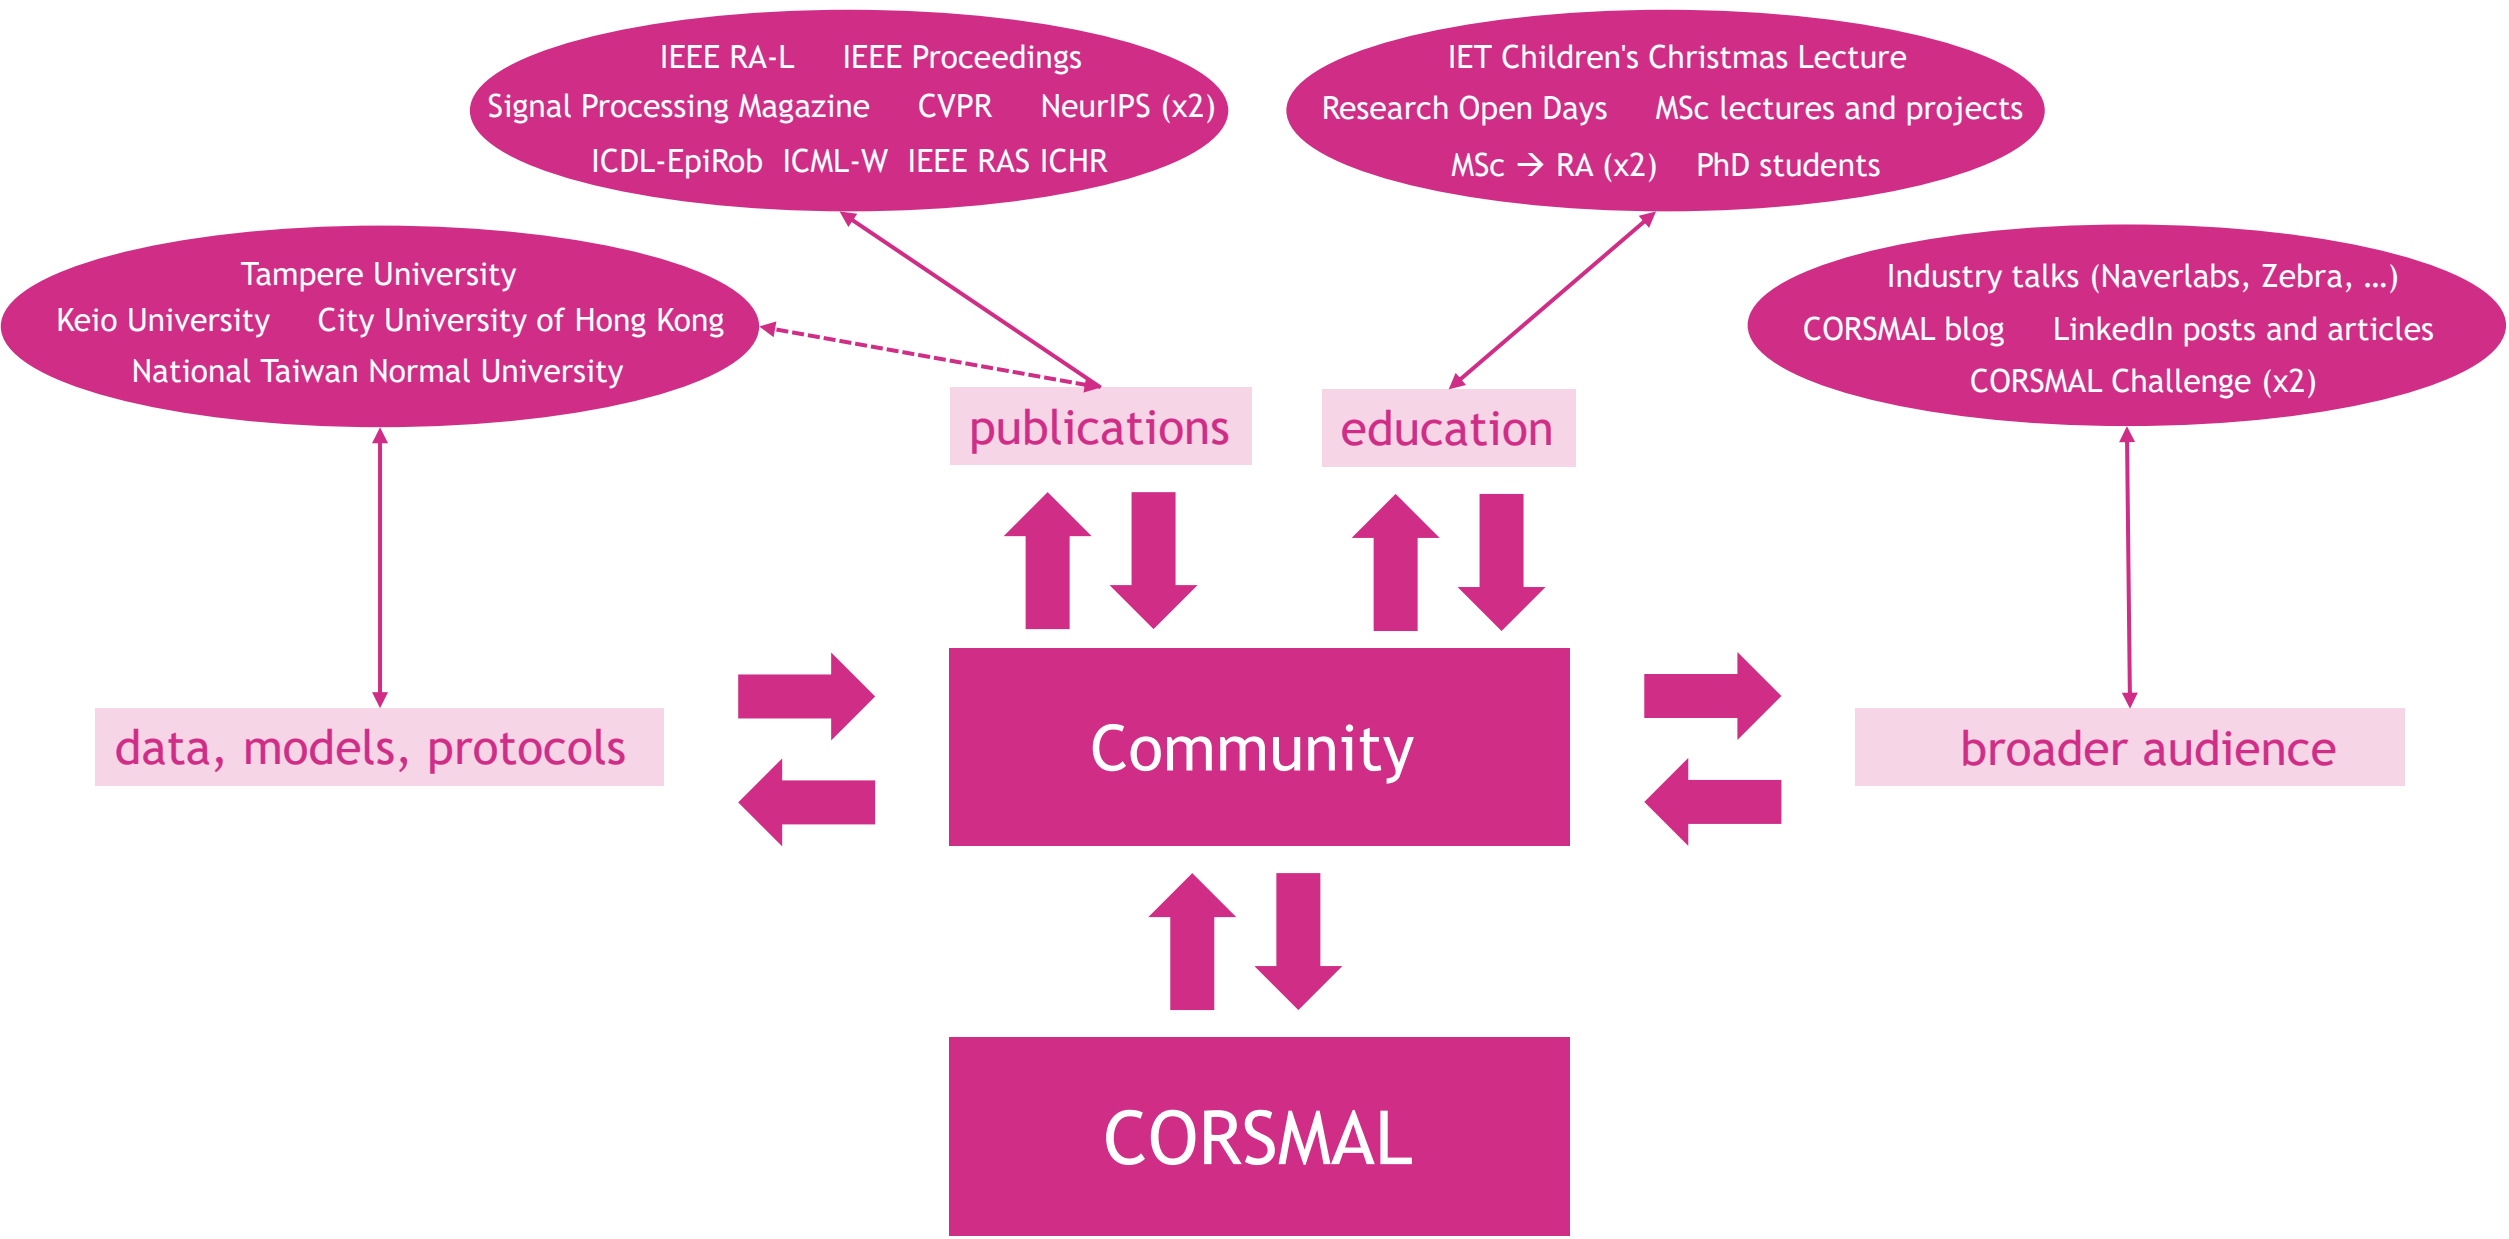 IEEE RA-L IEEE Proceedings
Signal Processing Magazine CVPR NeurIPS (x2)
ICDL-EpiRob ICML-W IEEE RAS ICHR
IET Children's Christmas Lecture
Research Open Days MSc lectures and projects
MSc → RA (x2) PhD students
Tampere University
Keio University City University of Hong Kong
National Taiwan Normal University
Industry talks (Naverlabs, Zebra, …)
CORSMAL blog LinkedIn posts and articles
CORSMAL Challenge (x2)
publications
education
data, models, protocols
Community
broader audience
CORSMAL